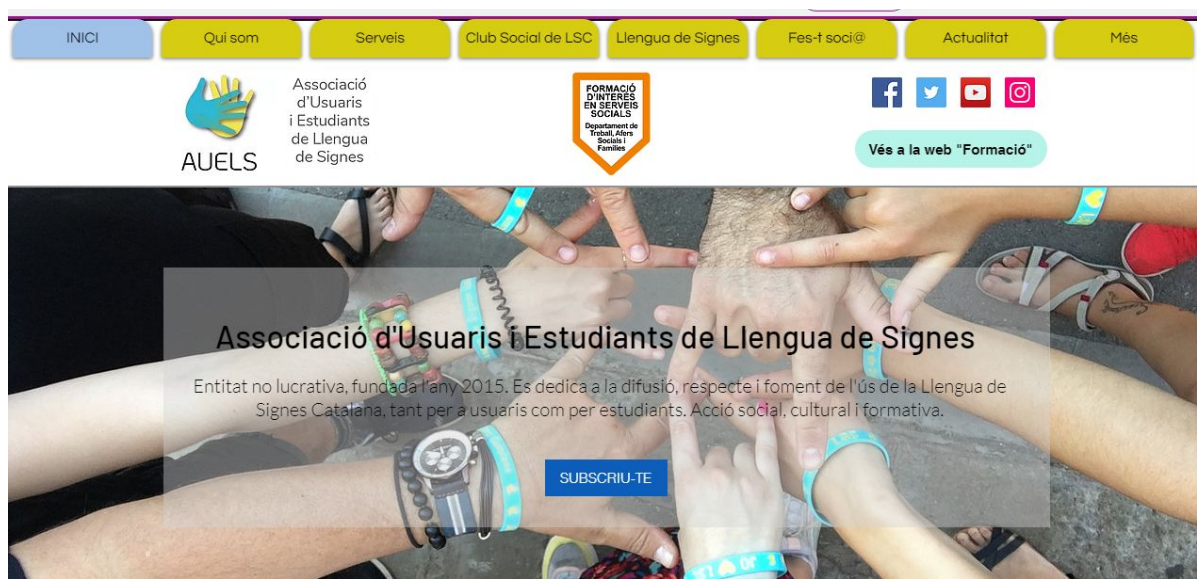 INICI
Qui som
Serveis
Club Social de LSC
Llengua de Signes
Fes-t soci@
Actualitat
Més
AUELS
Associació
d'Usuaris
i Estudiants
de Llengua
de Signes
FORMACIÓ
D'INTERÈS
EN SERVEIS
SOCIALS
Departament de
Treball, Afers
Socials i
Famílies
Vés a la web "Formació"
Associació d'Usuaris i Estudiants de Llengua de Signes
Entitat no lucrativa, fundada l'any 2015. Es dedica a la difusió, respecte i foment de l'ús de la Llengua de
Signes Catalana, tant per a usuaris com per estudiants. Acció social, cultural i formativa.
SUBSCRIU-TE